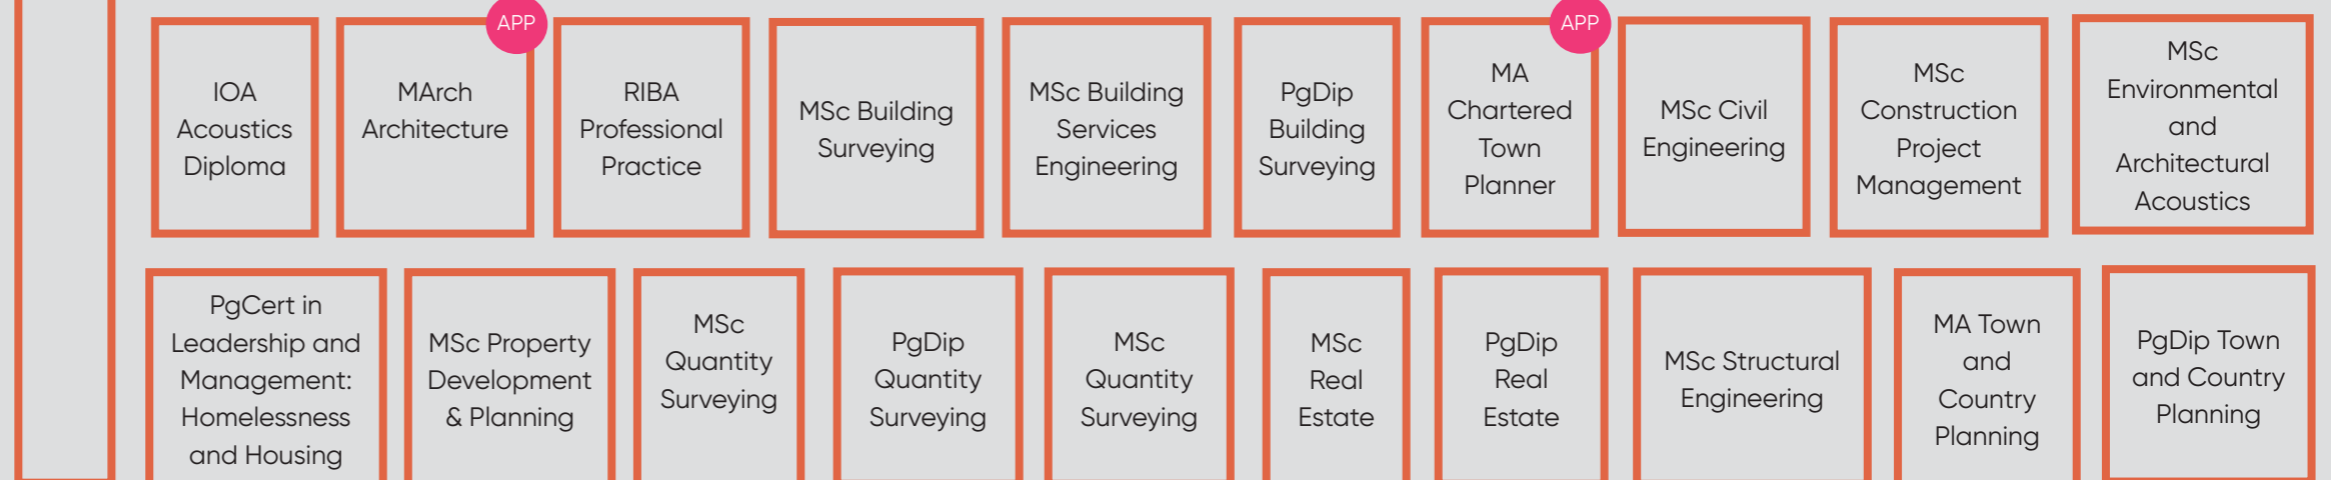 IOA
Acoustics
Diploma
APP
MArch
Architecture
RIBA
Professional
Practice
MSc Building
Surveying
MSc Building
Services
Engineering
PgDip
Building
Surveying
APP
MA
Chartered
Town
Planner
MSc Civil
Engineering
MSc
Construction
Project
Management
MSc
Environmental
and
Architectural
Acoustics
PgCert in
Leadership and
Management:
Homelessness
and Housing
MSc Property
Development
& Planning
MSc
Quantity
Surveying
PgDip
Quantity
Surveying
MSc
Quantity
Surveying
MSc
Real
Estate
PgDip
Real
Estate
MSc Structural
Engineering
MA Town
and
Country
Planning
PgDip Town
and Country
Planning